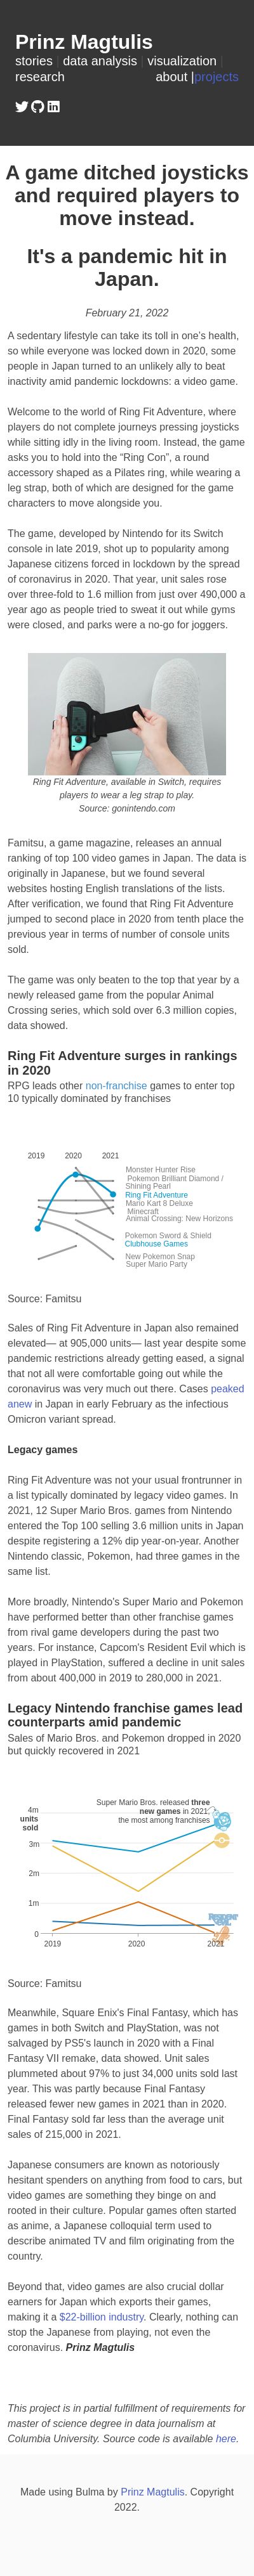 Prinz Magtulis
stories | data analysis | visualization |
research about |projects
A game ditched joysticks
and required players to
move instead.
It's a pandemic hit in
Japan.
February 21, 2022
A sedentary lifestyle can take its toll in one's health,
so while everyone was locked down in 2020, some
people in Japan turned to an unlikely ally to beat
inactivity amid pandemic lockdowns: a video game.
Welcome to the world of Ring Fit Adventure, where
players do not complete journeys pressing joysticks
while sitting idly in the living room. Instead, the game
asks you to hold into the “Ring Con”, a round
accessory shaped as a Pilates ring, while wearing a
leg strap, both of which are designed for the game
characters to move alongside you.
The game, developed by Nintendo for its Switch
console in late 2019, shot up to popularity among
Japanese citizens forced in lockdown by the spread
of coronavirus in 2020. That year, unit sales rose
over three-fold to 1.6 million from just over 490,000 a
year ago as people tried to sweat it out while gyms
were closed, and parks were a no-go for joggers.
Ring Fit Adventure, available in Switch, requires
players to wear a leg strap to play.
Source: gonintendo.com
Famitsu, a game magazine, releases an annual
ranking of top 100 video games in Japan. The data is
originally in Japanese, but we found several
websites hosting English translations of the lists.
After verification, we found that Ring Fit Adventure
jumped to second place in 2020 from tenth place the
previous year in terms of number of console units
sold.
The game was only beaten to the top that year by a
newly released game from the popular Animal
Crossing series, which sold over 6.3 million copies,
data showed.
Ring Fit Adventure surges in rankings
in 2020
RPG leads other non-franchise games to enter top
10 typically dominated by franchises
2019 2020 2021
Monster Hunter Rise
Pokemon Brilliant Diamond /
Shining Pearl
Ring Fit Adventure
Mario Kart 8 Deluxe
Minecraft
Animal Crossing: New Horizons
Pokemon Sword & Shield
Clubhouse Games
New Pokemon Snap
Super Mario Party
Source: Famitsu
Sales of Ring Fit Adventure in Japan also remained
elevated— at 905,000 units— last year despite some
pandemic restrictions already getting eased, a signal
that not all were comfortable going out while the
coronavirus was very much out there. Cases peaked
anew in Japan in early February as the infectious
Omicron variant spread.
Legacy games
Ring Fit Adventure was not your usual frontrunner in
a list typically dominated by legacy video games. In
2021, 12 Super Mario Bros. games from Nintendo
entered the Top 100 selling 3.6 million units in Japan
despite registering a 12% dip year-on-year. Another
Nintendo classic, Pokemon, had three games in the
same list.
More broadly, Nintendo's Super Mario and Pokemon
have performed better than other franchise games
from rival game developers during the past two
years. For instance, Capcom's Resident Evil which is
played in PlayStation, suffered a decline in unit sales
from about 400,000 in 2019 to 280,000 in 2021.
Legacy Nintendo franchise games lead
counterparts amid pandemic
Sales of Mario Bros. and Pokemon dropped in 2020
but quickly recovered in 2021
Super Mario Bros. released three
new games in 2021,
the most among franchises
4m
units
sold
3m
2m
1m
0
2019 2020 2021
Source: Famitsu
Meanwhile, Square Enix's Final Fantasy, which has
games in both Switch and PlayStation, was not
salvaged by PS5's launch in 2020 with a Final
Fantasy VII remake, data showed. Unit sales
plummeted about 97% to just 34,000 units sold last
year. This was partly because Final Fantasy
released fewer new games in 2021 than in 2020.
Final Fantasy sold far less than the average unit
sales of 215,000 in 2021.
Japanese consumers are known as notoriously
hesitant spenders on anything from food to cars, but
video games are something they binge on and
rooted in their culture. Popular games often started
as anime, a Japanese colloquial term used to
describe animated TV and film originating from the
country.
Beyond that, video games are also crucial dollar
earners for Japan which exports their games,
making it a $22-billion industry. Clearly, nothing can
stop the Japanese from playing, not even the
coronavirus. Prinz Magtulis
This project is in partial fulfillment of requirements for
master of science degree in data journalism at
Columbia University. Source code is available here.
Made using Bulma by Prinz Magtulis. Copyright
2022.